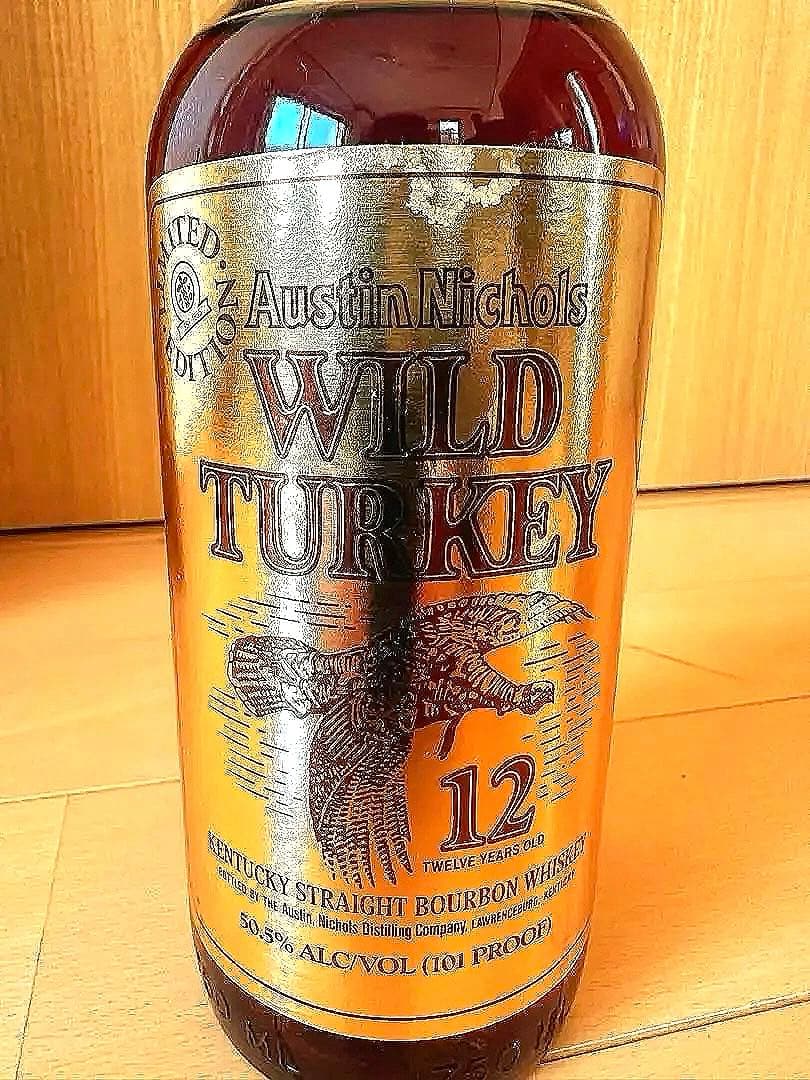 LIMITED EDITION
Austin Nichols
WILD
TURKEY
12
TWELVE YEARS OLD
KENTUCKY STRAIGHT BOURBON WHISKEY
BOTTLED BY THE Austin, Nichols Distilling Company, LAWRENCEBURG, KENTUCKY
50.5% ALC/VOL (101 PROOF)
750